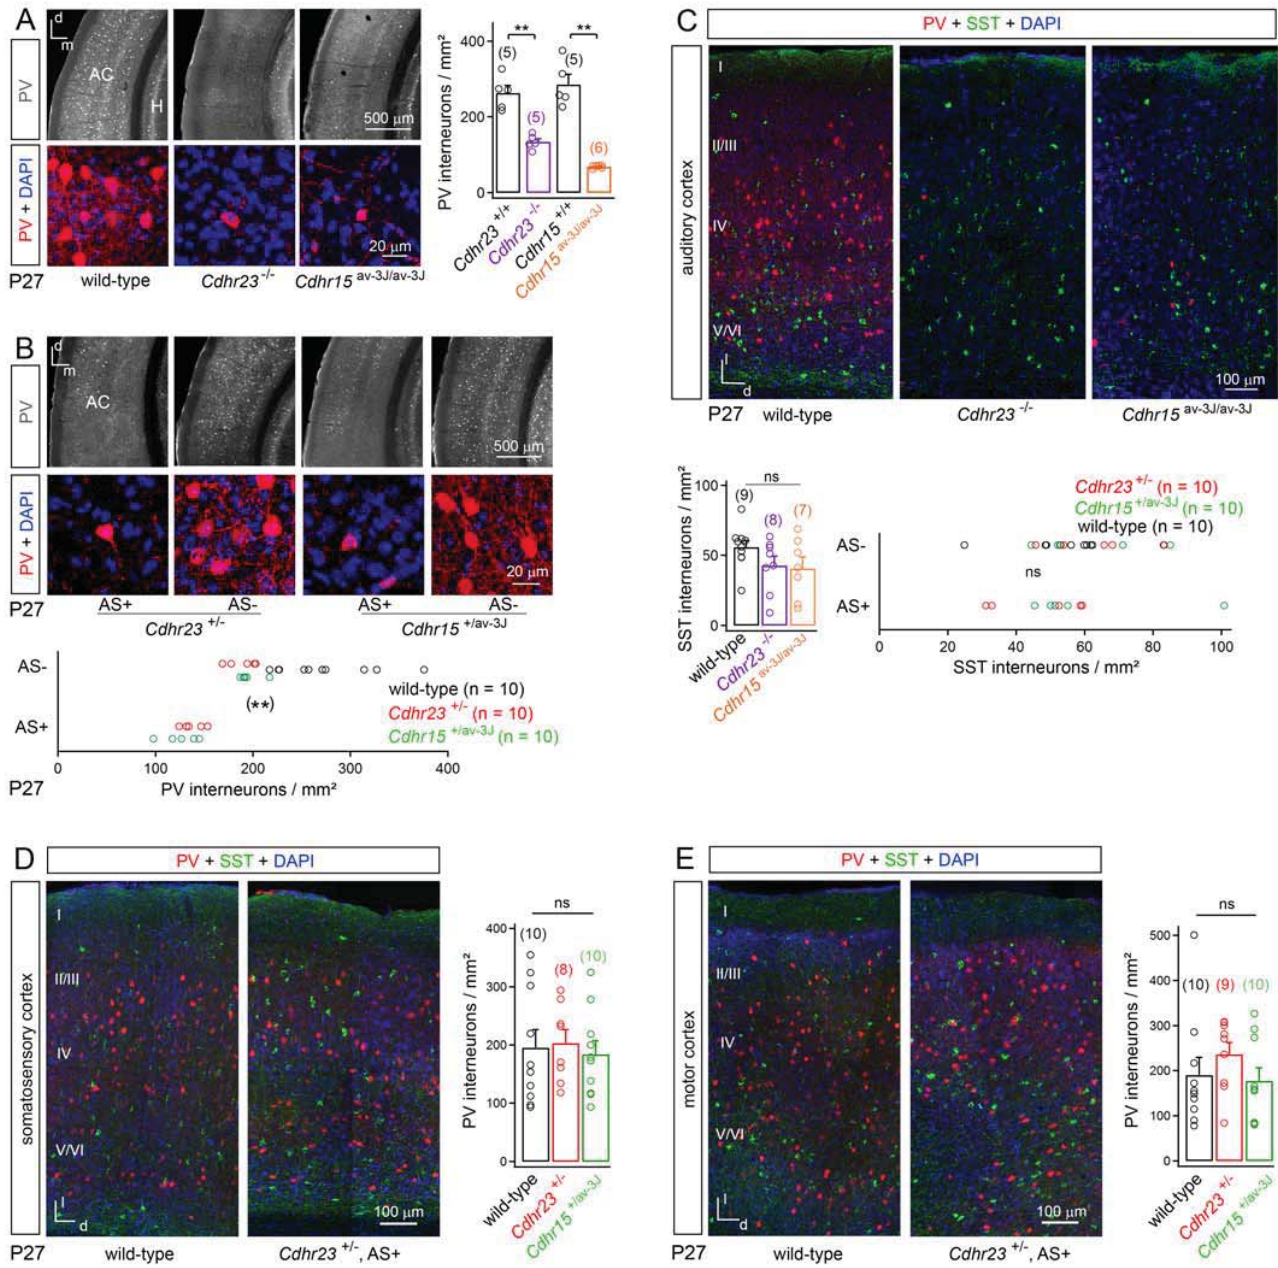 A
d
m
PV
AC
H
500 µm
PV + DAPI
20 µm
P27
wild-type
Cdhr23 -/-
Cdhr15 av-3J/av-3J
PV interneurons / mm²
400
200
0
**
**
(5)
(5)
(5)
(6)
Cdhr23 +/+
Cdhr23 -/-
Cdhr15 +/+
Cdhr15 av-3J/av-3J
B
d
m
PV
AC
500 µm
PV + DAPI
20 µm
P27
AS+
AS-
AS+
AS-
Cdhr23 +/-
Cdhr15 +/av-3J
AS-
AS+
(**)
wild-type (n = 10)
Cdhr23 +/- (n = 10)
Cdhr15 +/av-3J (n = 10)
0
100
200
300
400
P27
PV interneurons / mm²
C
PV + SST + DAPI
auditory cortex
I
II/III
IV
V/VI
l
d
100 µm
P27
wild-type
Cdhr23 -/-
Cdhr15 av-3J/av-3J
SST interneurons / mm²
100
50
0
ns
(9)
(8)
(7)
wild-type
Cdhr23 -/-
Cdhr15 av-3J/av-3J
Cdhr23 +/- (n = 10)
Cdhr15 +/av-3J (n = 10)
wild-type (n = 10)
AS-
ns
AS+
0
20
40
60
80
100
SST interneurons / mm²
D
PV + SST + DAPI
somatosensory cortex
I
II/III
IV
V/VI
l
d
100 µm
P27
wild-type
Cdhr23 +/-, AS+
PV interneurons / mm²
400
300
200
100
0
ns
(10)
(8)
(10)
wild-type
Cdhr23 +/-
Cdhr15 +/av-3J
E
PV + SST + DAPI
motor cortex
I
II/III
IV
V/VI
l
d
100 µm
P27
wild-type
Cdhr23 +/-, AS+
PV interneurons / mm²
500
400
300
200
100
0
ns
(10)
(9)
(10)
wild-type
Cdhr23 +/-
Cdhr15 +/av-3J